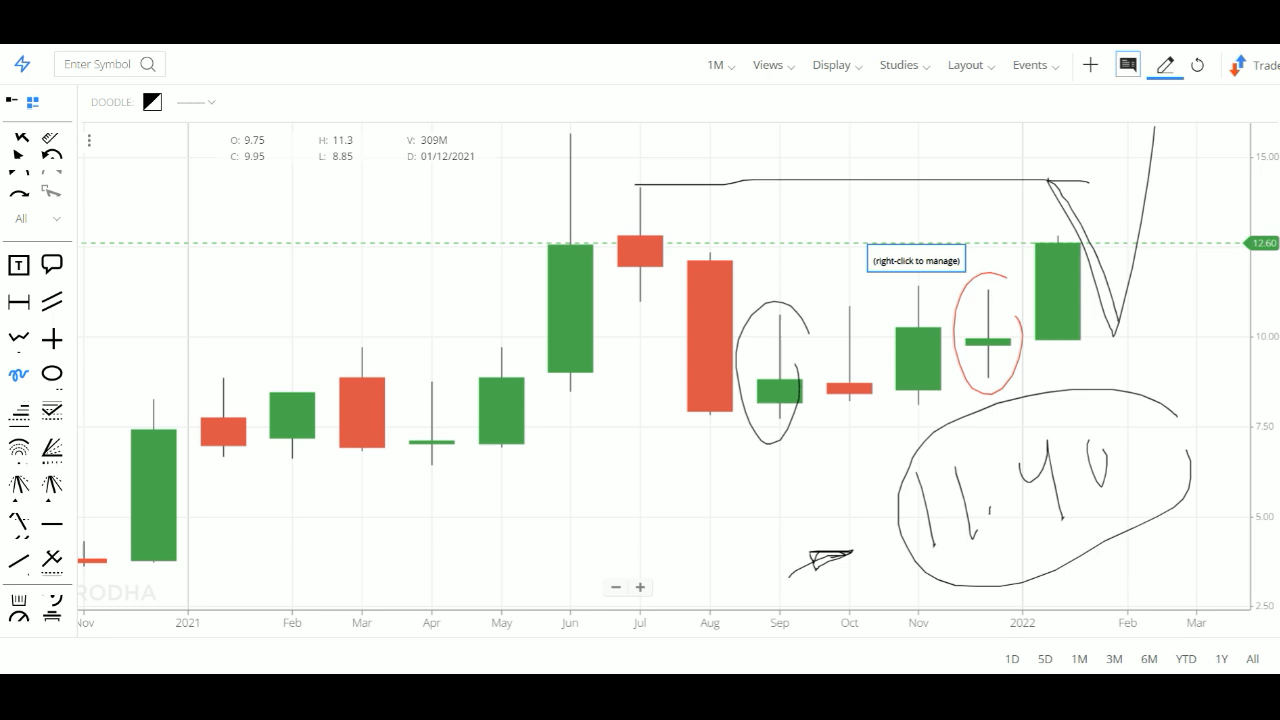 Enter Symbol 1M Views Display Studies Layout Events Trade
DOODLE:
O: 9.75 H: 11.3 V: 309M
C: 9.95 L: 8.85 D: 01/12/2021
All
T
15.00
12.60
(right-click to manage)
10.00
7.50
11.40
5.00
RODHA
2.50
Nov 2021 Feb Mar Apr May Jun Jul Aug Sep Oct Nov 2022 Feb Mar
1D 5D 1M 3M 6M YTD 1Y All